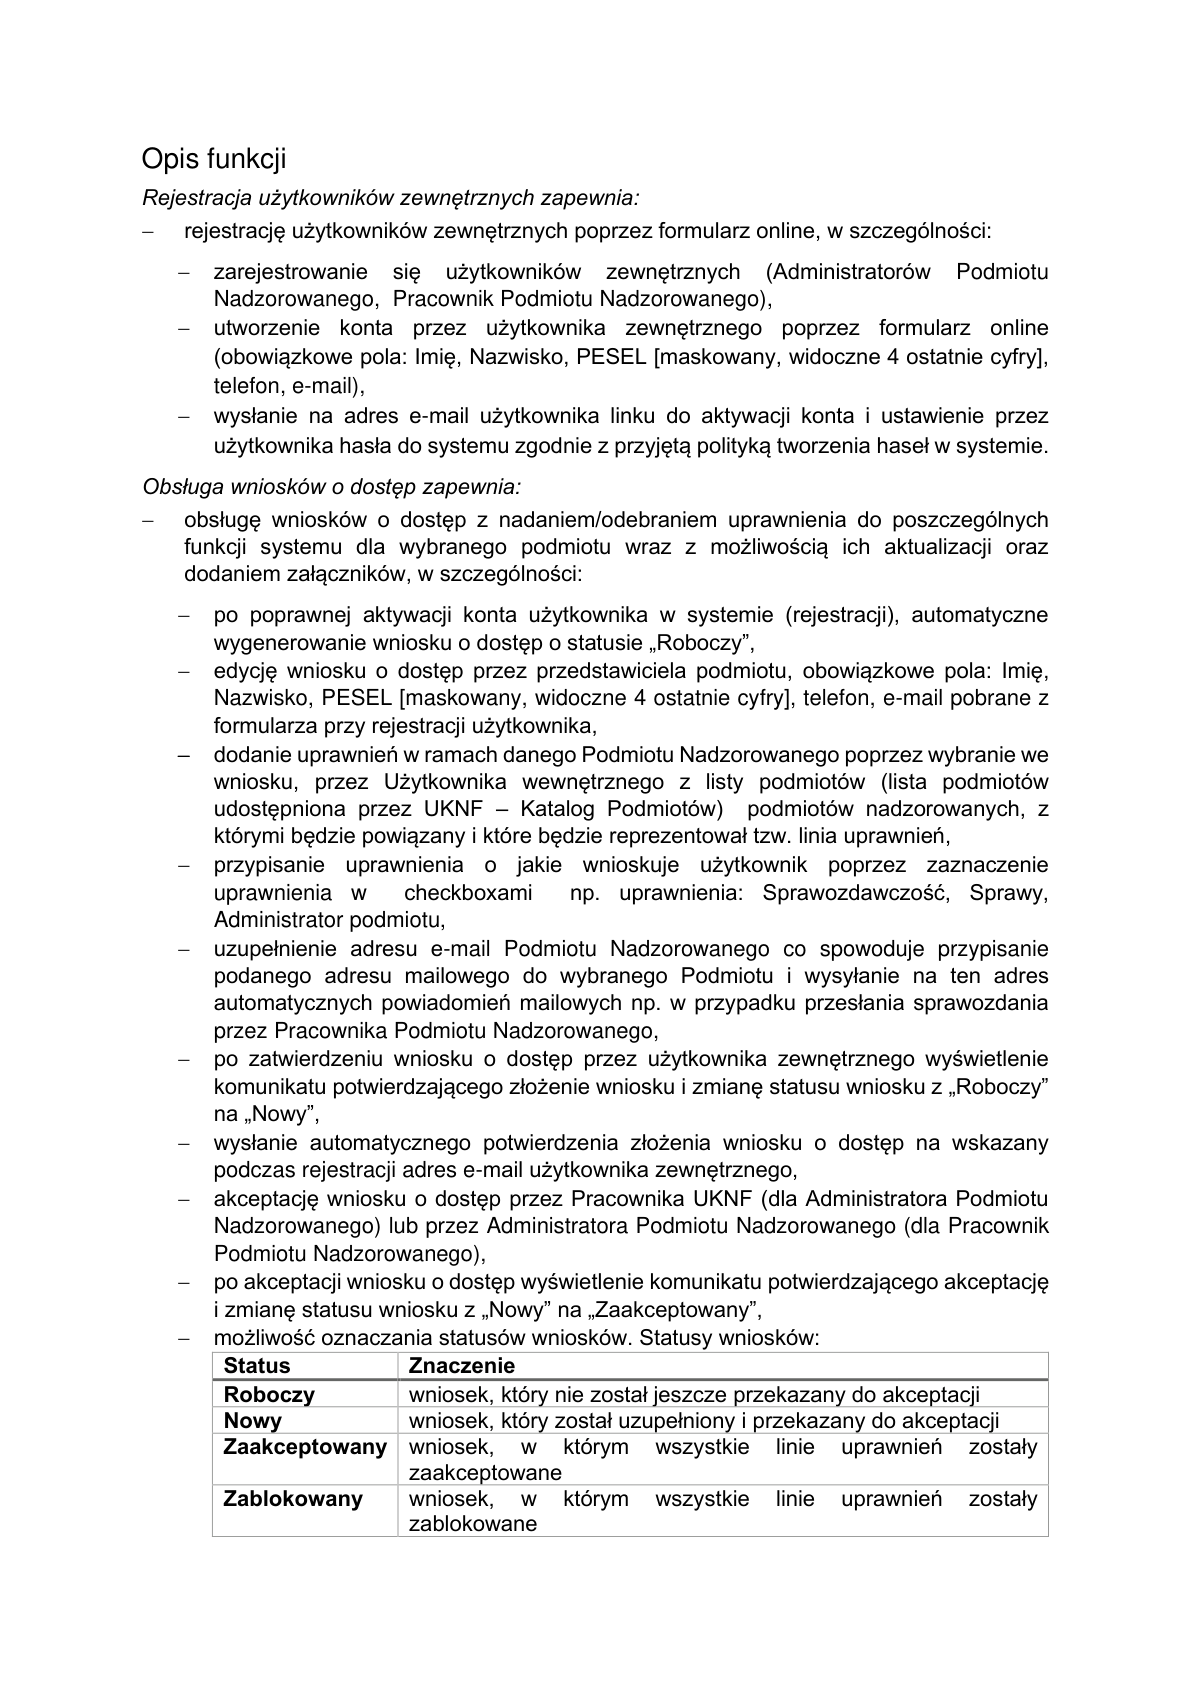 Opis funkcji
Rejestracja użytkowników zewnętrznych zapewnia:
– rejestrację użytkowników zewnętrznych poprzez formularz online, w szczególności:
– zarejestrowanie się użytkowników zewnętrznych (Administratorów Podmiotu
Nadzorowanego, Pracownik Podmiotu Nadzorowanego),
– utworzenie konta przez użytkownika zewnętrznego poprzez formularz online
(obowiązkowe pola: Imię, Nazwisko, PESEL [maskowany, widoczne 4 ostatnie cyfry],
telefon, e-mail),
– wysłanie na adres e-mail użytkownika linku do aktywacji konta i ustawienie przez
użytkownika hasła do systemu zgodnie z przyjętą polityką tworzenia haseł w systemie.
Obsługa wniosków o dostęp zapewnia:
– obsługę wniosków o dostęp z nadaniem/odebraniem uprawnienia do poszczególnych
funkcji systemu dla wybranego podmiotu wraz z możliwością ich aktualizacji oraz
dodaniem załączników, w szczególności:
– po poprawnej aktywacji konta użytkownika w systemie (rejestracji), automatyczne
wygenerowanie wniosku o dostęp o statusie „Roboczy”,
– edycję wniosku o dostęp przez przedstawiciela podmiotu, obowiązkowe pola: Imię,
Nazwisko, PESEL [maskowany, widoczne 4 ostatnie cyfry], telefon, e-mail pobrane z
formularza przy rejestracji użytkownika,
– dodanie uprawnień w ramach danego Podmiotu Nadzorowanego poprzez wybranie we
wniosku, przez Użytkownika wewnętrznego z listy podmiotów (lista podmiotów
udostępniona przez UKNF – Katalog Podmiotów) podmiotów nadzorowanych, z
którymi będzie powiązany i które będzie reprezentował tzw. linia uprawnień,
– przypisanie uprawnienia o jakie wnioskuje użytkownik poprzez zaznaczenie
uprawnienia w checkboxami np. uprawnienia: Sprawozdawczość, Sprawy,
Administrator podmiotu,
– uzupełnienie adresu e-mail Podmiotu Nadzorowanego co spowoduje przypisanie
podanego adresu mailowego do wybranego Podmiotu i wysyłanie na ten adres
automatycznych powiadomień mailowych np. w przypadku przesłania sprawozdania
przez Pracownika Podmiotu Nadzorowanego,
– po zatwierdzeniu wniosku o dostęp przez użytkownika zewnętrznego wyświetlenie
komunikatu potwierdzającego złożenie wniosku i zmianę statusu wniosku z „Roboczy”
na „Nowy”,
– wysłanie automatycznego potwierdzenia złożenia wniosku o dostęp na wskazany
podczas rejestracji adres e-mail użytkownika zewnętrznego,
– akceptację wniosku o dostęp przez Pracownika UKNF (dla Administratora Podmiotu
Nadzorowanego) lub przez Administratora Podmiotu Nadzorowanego (dla Pracownik
Podmiotu Nadzorowanego),
– po akceptacji wniosku o dostęp wyświetlenie komunikatu potwierdzającego akceptację
i zmianę statusu wniosku z „Nowy” na „Zaakceptowany”,
– możliwość oznaczania statusów wniosków. Statusy wniosków:
Status Znaczenie
Roboczy wniosek, który nie został jeszcze przekazany do akceptacji
Nowy wniosek, który został uzupełniony i przekazany do akceptacji
Zaakceptowany wniosek, w którym wszystkie linie uprawnień zostały
zaakceptowane
Zablokowany wniosek, w którym wszystkie linie uprawnień zostały
zablokowane